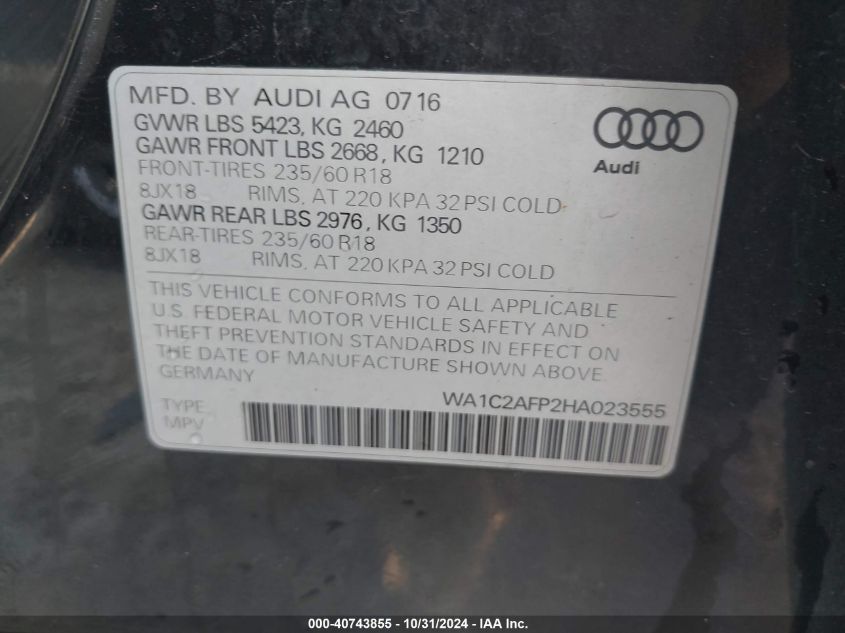 MFD. BY AUDI AG 07 16
GVWR LBS 5423, KG 2460
GAWR FRONT LBS 2668, KG 1210
FRONT-TIRES 235/60 R18
8JX18 RIMS, AT 220 KPA 32 PSI COLD
GAWR REAR LBS 2976, KG 1350
REAR-TIRES 235/60 R18
8JX18 RIMS, AT 220 KPA 32 PSI COLD
Audi
THIS VEHICLE CONFORMS TO ALL APPLICABLE
U.S. FEDERAL MOTOR VEHICLE SAFETY AND
THEFT PREVENTION STANDARDS IN EFFECT ON
THE DATE OF MANUFACTURE SHOWN ABOVE
GERMANY
WA1C2AFP2HA023555
TYPE
MPV
000-40743855 - 10/31/2024 - IAA Inc.